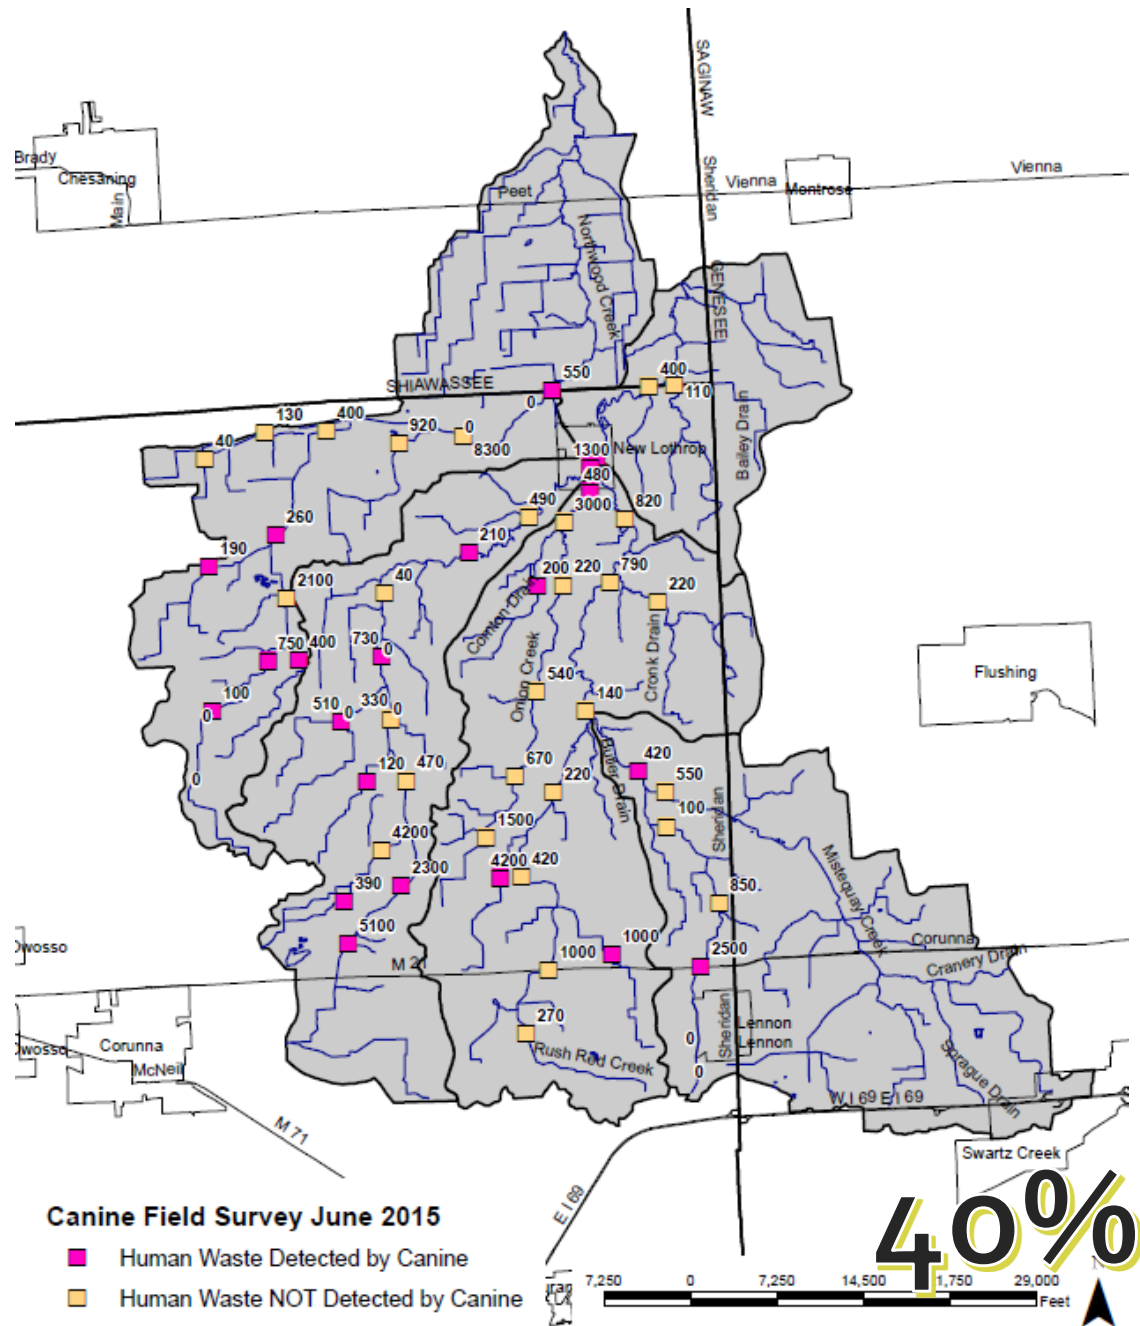 SAGINAW
Brady
Chesaning
Main
Peet
Sheridan
Vienna
Montrose
Vienna
Northwood Creek
GENESEE
SHIAWASSEE
550
0
400
110
130
400
920
0
8300
40
New Lothrop
Bailey Drain
1300
480
490
3000
820
260
210
190
2100
40
200
220
790
220
Comton Drain
Onion Creek
Cronk Drain
750
400
730
0
Flushing
100
0
510
0
330
0
540
140
0
120
470
670
220
Butler Drain
420
550
100
Sheridan
4200
1500
2300
4200
420
390
850
Mistequay Creek
5100
1000
1000
2500
Corunna
Cranery Drain
Owosso
M 21
270
0
Sheridan
Lennon
Lennon
Owosso
Corunna
McNeil
Rush Red Creek
0
Sprague Drain
W I 69 E I 69
M 71
Swartz Creek
E I 69
Canine Field Survey June 2015
Human Waste Detected by Canine
Human Waste NOT Detected by Canine
40%
N
7,250
0
7,250
14,500
29,000
Feet